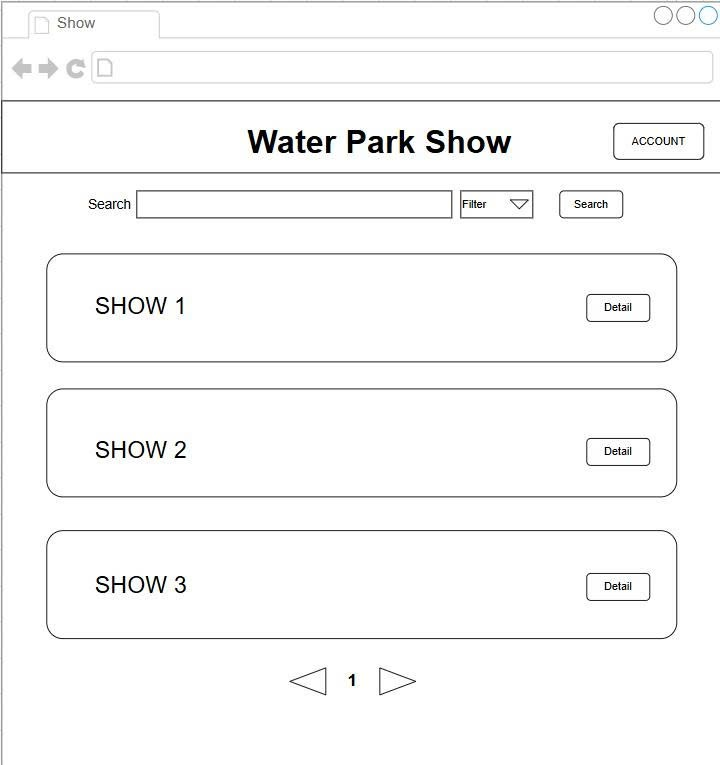 Show
Water Park Show
ACCOUNT
Search
Filter
Search
SHOW 1
Detail
SHOW 2
Detail
SHOW 3
Detail
1